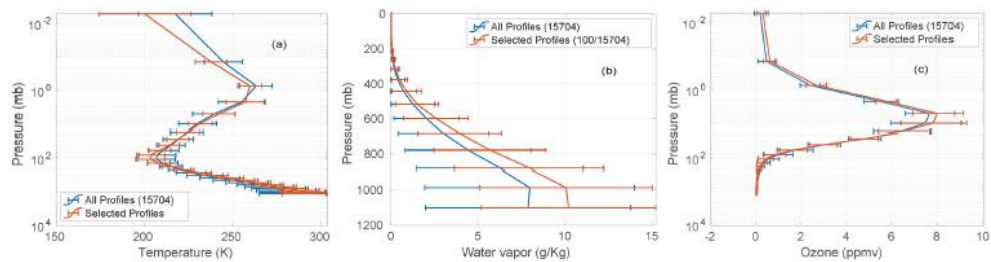 10^-2
10^0
10^2
10^4
Pressure (mb)
150
200
250
300
Temperature (K)
(a)
All Profiles (15704)
Selected Profiles
0
200
400
600
800
1000
1200
Pressure (mb)
0
5
10
15
Water vapor (g/Kg)
(b)
All Profiles (15704)
Selected Profiles (100/15704)
10^-2
10^0
10^2
10^4
Pressure (mb)
-2
0
2
4
6
8
10
Ozone (ppmv)
(c)
All Profiles (15704)
Selected Profiles